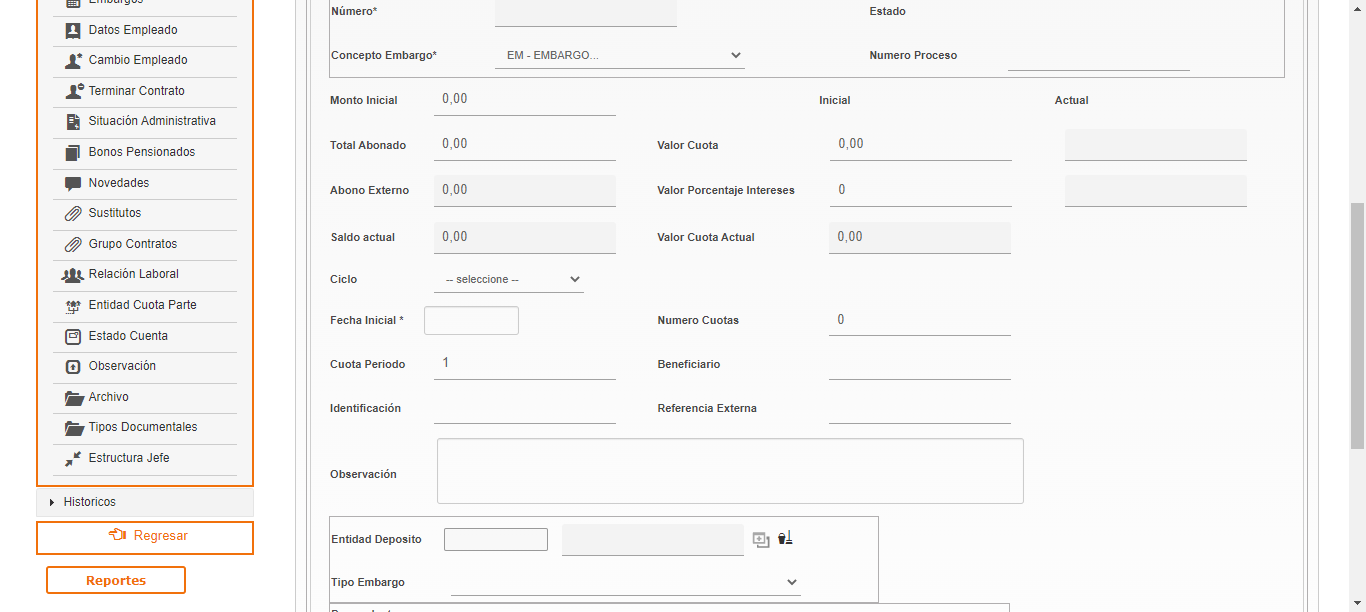 Embargos
Datos Empleado
Cambio Empleado
Terminar Contrato
Situación Administrativa
Bonos Pensionados
Novedades
Sustitutos
Grupo Contratos
Relación Laboral
Entidad Cuota Parte
Estado Cuenta
Observación
Archivo
Tipos Documentales
Estructura Jefe
Historicos
Regresar
Reportes
Número* Estado
Concepto Embargo* EM - EMBARGO... Numero Proceso
Monto Inicial 0,00 Inicial Actual
Total Abonado 0,00 Valor Cuota 0,00
Abono Externo 0,00 Valor Porcentaje Intereses 0
Saldo actual 0,00 Valor Cuota Actual 0,00
Ciclo -- seleccione --
Fecha Inicial * Numero Cuotas 0
Cuota Periodo 1 Beneficiario
Identificación Referencia Externa
Observación
Entidad Deposito
Tipo Embargo